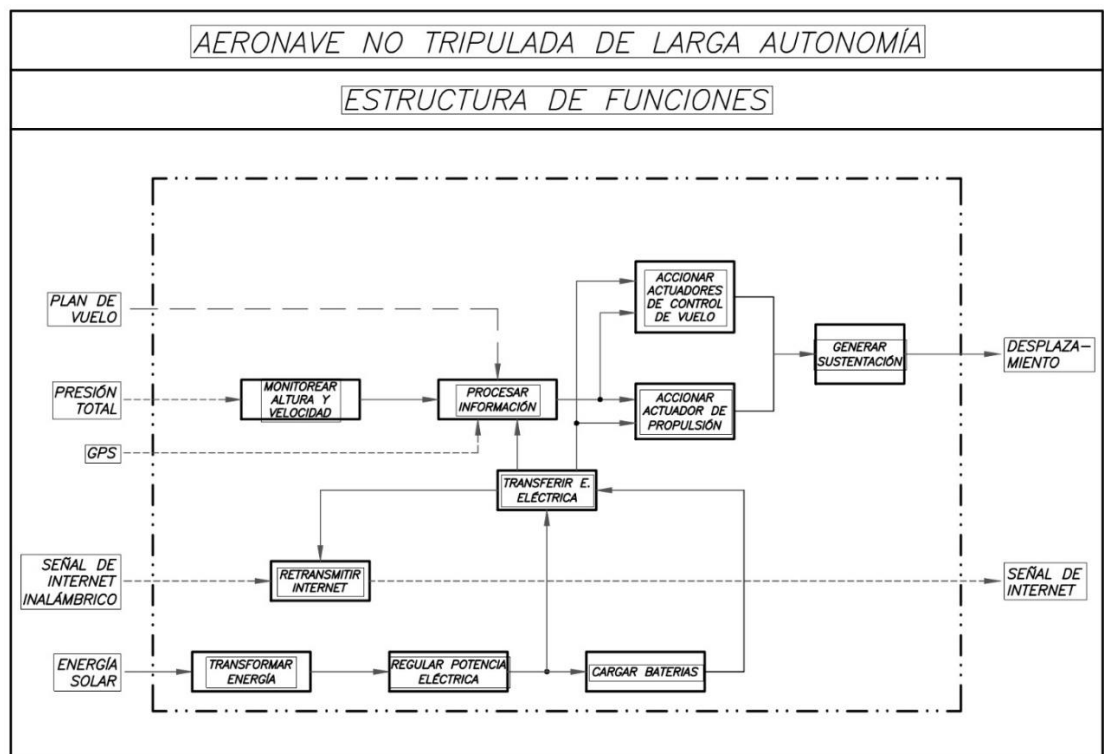 AERONAVE NO TRIPULADA DE LARGA AUTONOMÍA
ESTRUCTURA DE FUNCIONES
PLAN DE
VUELO
PRESIÓN
TOTAL
GPS
SEÑAL DE
INTERNET
INALÁMBRICO
ENERGÍA
SOLAR
MONITOREAR
ALTURA Y
VELOCIDAD
PROCESAR
INFORMACIÓN
ACCIONAR
ACTUADORES
DE CONTROL
DE VUELO
ACCIONAR
ACTUADOR DE
PROPULSIÓN
GENERAR
SUSTENTACIÓN
DESPLAZA-
MIENTO
TRANSFERIR E.
ELÉCTRICA
RETRANSMITIR
INTERNET
SEÑAL DE
INTERNET
TRANSFORMAR
ENERGÍA
REGULAR POTENCIA
ELÉCTRICA
CARGAR BATERIAS